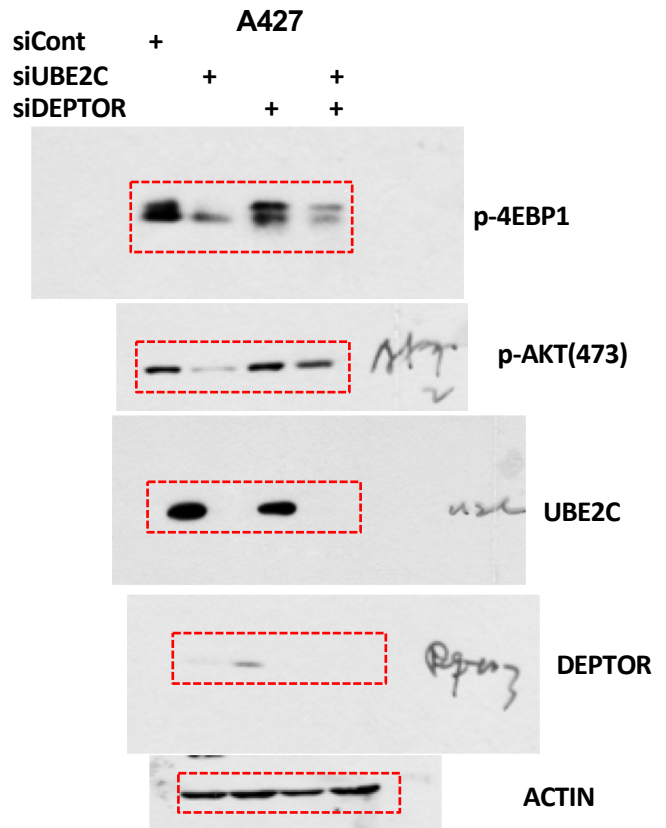 A427
siCont +
siUBE2C + +
siDEPTOR + +
p-4EBP1
p-AKT(473)
UBE2C
DEPTOR
ACTIN